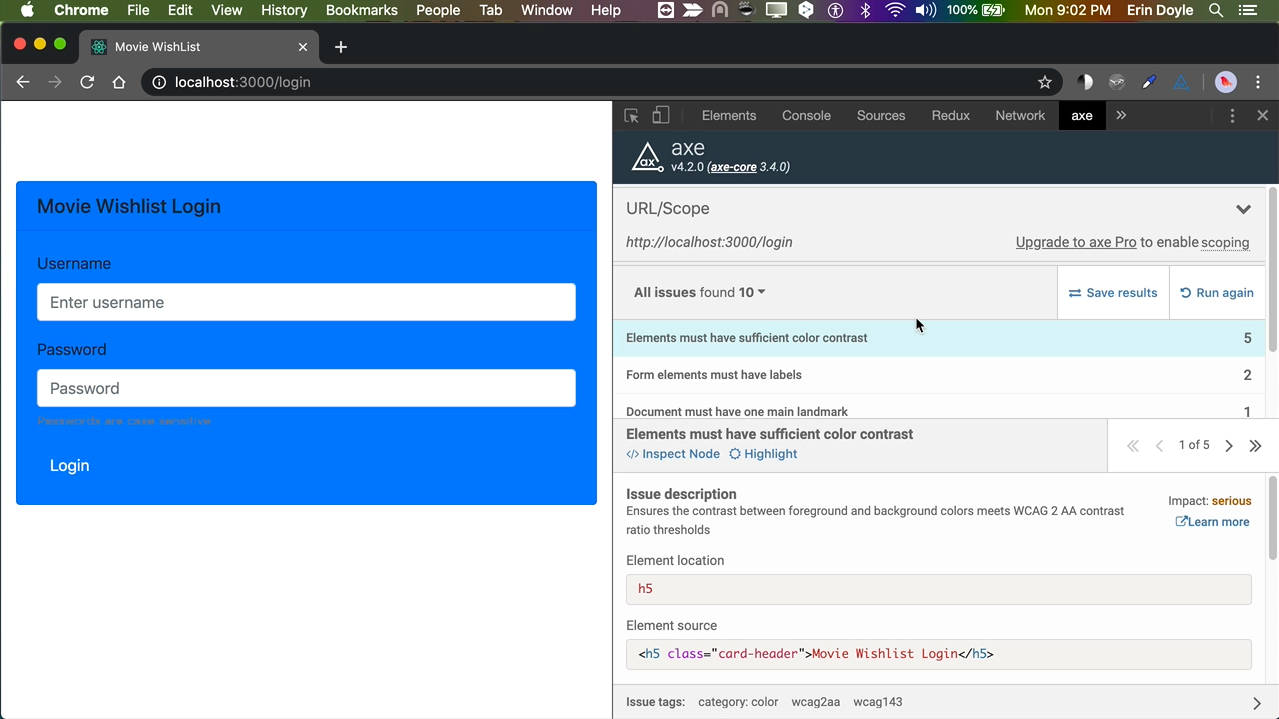 Chrome File Edit View History Bookmarks People Tab Window Help 100% Mon 9:02 PM Erin Doyle
Movie WishList
localhost:3000/login
Elements Console Sources Redux Network axe
axe
v4.2.0 (axe-core 3.4.0)
Movie Wishlist Login
Username
Enter username
Password
Password
Passwords are case sensitive
Login
URL/Scope
http://localhost:3000/login Upgrade to axe Pro to enable scoping
All issues found 10 Save results Run again
Elements must have sufficient color contrast 5
Form elements must have labels 2
Document must have one main landmark 1
Elements must have sufficient color contrast
</> Inspect Node Highlight 1 of 5
Issue description
Ensures the contrast between foreground and background colors meets WCAG 2 AA contrast
ratio thresholds
Impact: serious
Learn more
Element location
h5
Element source
<h5 class="card-header">Movie Wishlist Login</h5>
Issue tags: category: color wcag2aa wcag143